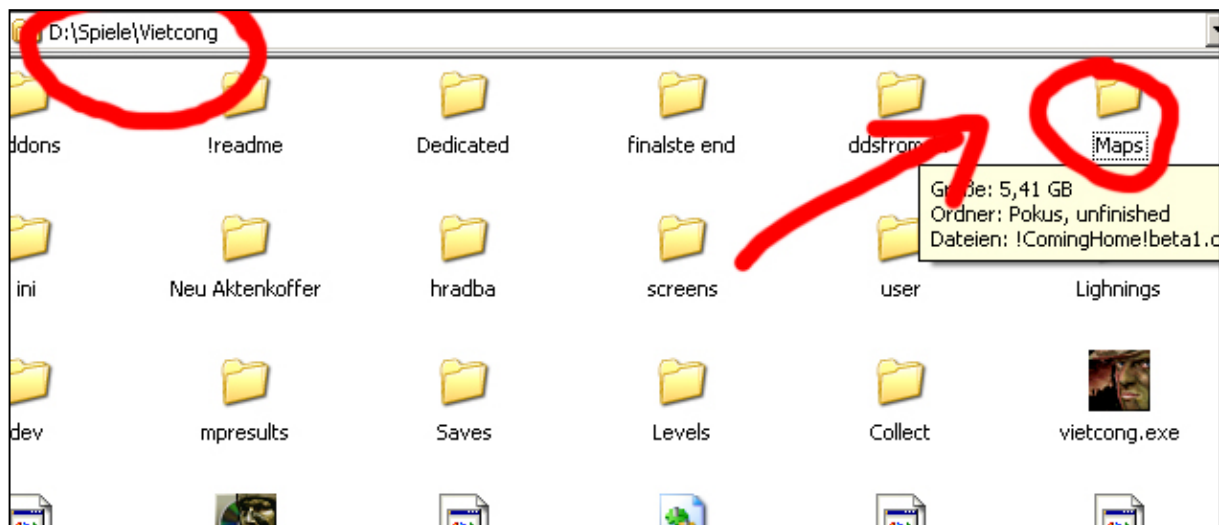 D:\Spiele\Vietcong
ddons
!readme
Dedicated
finalste end
ddsfrom
Maps
Größe: 5,41 GB
Ordner: Pokus, unfinished
Dateien: !ComingHome!beta1.c
ini
Neu Aktenkoffer
hradba
screens
user
Lighnings
dev
mpresults
Saves
Levels
Collect
vietcong.exe